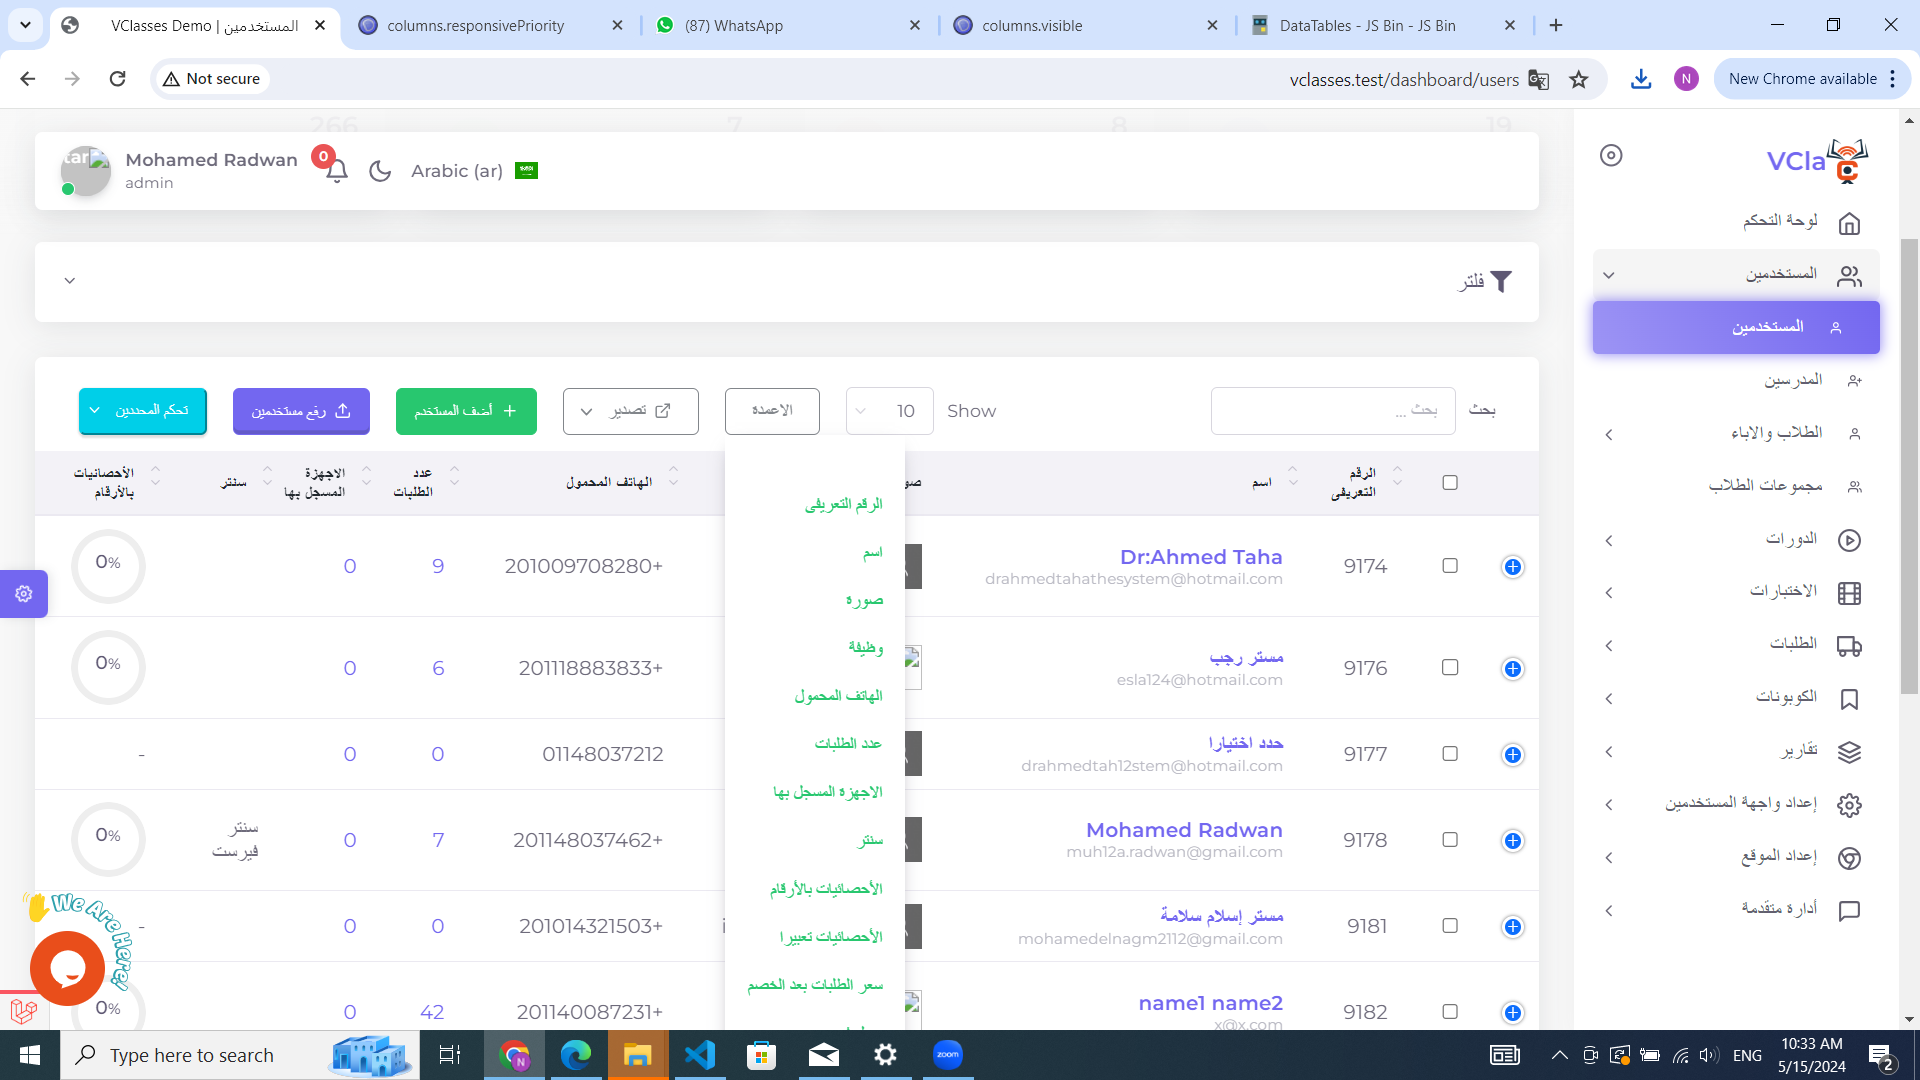 VClasses Demo | المستخدمين
columns.responsivePriority
(87) WhatsApp
columns.visible
DataTables - JS Bin - JS Bin
Not secure
vclasses.test/dashboard/users
N
New Chrome available
266
7
8
19
tar
Mohamed Radwan
admin
0
Arabic (ar)
VCla
لوحة التحكم
المستخدمين
المستخدمين
المدرسين
الطلاب والاباء
مجموعات الطلاب
الدورات
الاختبارات
الطلبات
الكوبونات
تقارير
إعداد واجهة المستخدمين
إعداد الموقع
أدارة متقدمة
فلتر
بحث
بحث ...
Show
10
الاعمدة
تصدير
أضف المستخدم
رفع مستخدمين
تحكم المحددين
الرقم التعريفى
اسم
صو
الهاتف المحمول
عدد الطلبات
الاجهزة المسجل بها
سنتر
الأحصائيات بالأرقام
الرقم التعريفى
اسم
صورة
وظيفة
الهاتف المحمول
عدد الطلبات
الاجهزة المسجل بها
سنتر
الأحصائيات بالأرقام
الأحصائيات تعبيرا
سعر الطلبات بعد الخصم
9174
Dr:Ahmed Taha
drahmedtahathesystem@hotmail.com
201009708280+
9
0
0%
9176
مستر رجب
esla124@hotmail.com
201118883833+
6
0
0%
9177
حدد اختيارا
drahmedtah12stem@hotmail.com
01148037212
0
0
-
9178
Mohamed Radwan
muh12a.radwan@gmail.com
201148037462+
7
0
سنتر فيرست
0%
9181
مستر إسلام سلامة
mohamedelnagm2112@gmail.com
201014321503+
0
0
-
9182
name1 name2
x@x.com
201140087231+
42
0
0%
We Are Here!
Type here to search
N
zoom
ENG
10:33 AM
5/15/2024
2